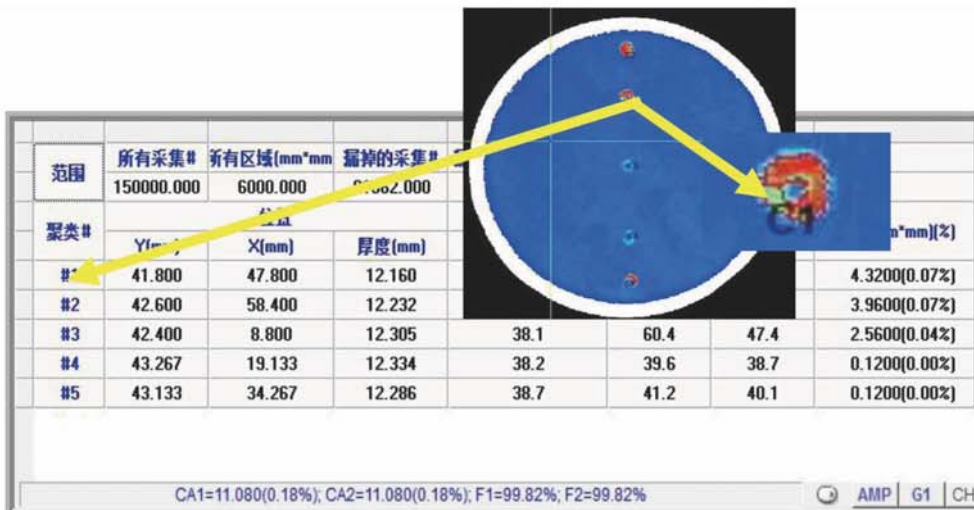 范围 所有采集# 所有区域(mm*mm 漏掉的采集#
150000.000 6000.000
聚类# 位置
Y(mm) X(mm) 厚度(mm) m*mm)(%)
#1 41.800 47.800 12.160 4.3200(0.07%)
#2 42.600 58.400 12.232 3.9600(0.07%)
#3 42.400 8.800 12.305 38.1 60.4 47.4 2.5600(0.04%)
#4 43.267 19.133 12.334 38.2 39.6 38.7 0.1200(0.00%)
#5 43.133 34.267 12.286 38.7 41.2 40.1 0.1200(0.00%)
CA1=11.080(0.18%); CA2=11.080(0.18%); F1=99.82%; F2=99.82% AMP G1 CH